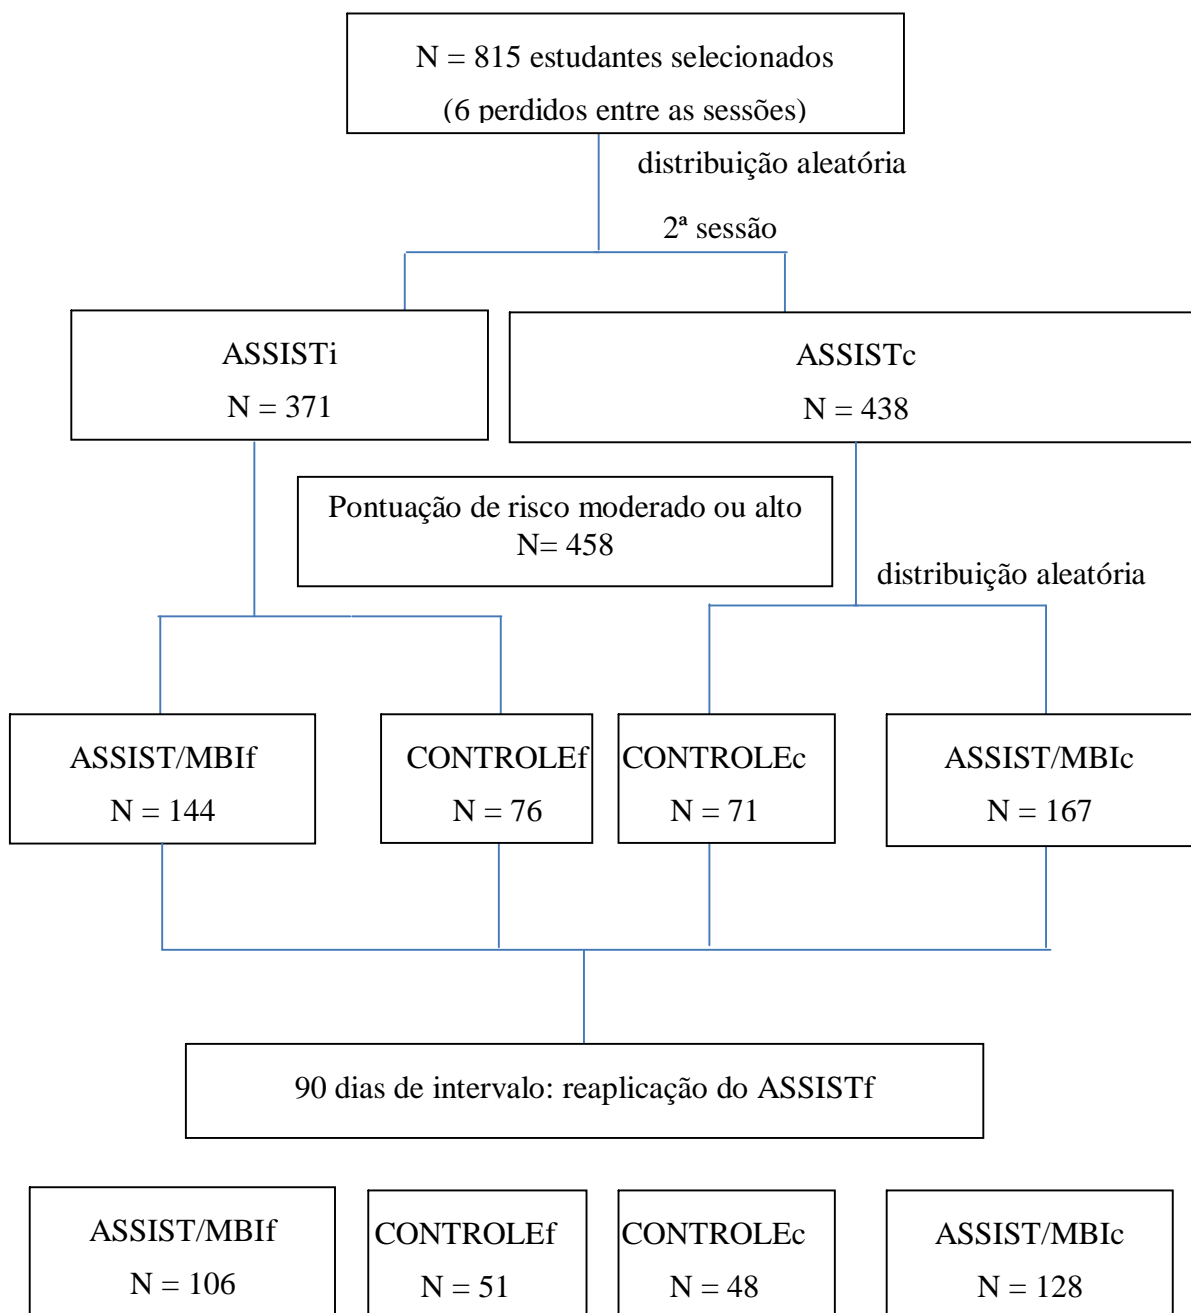 N = 815 estudantes selecionados
(6 perdidos entre as sessões)
distribuição aleatória
2ª sessão
ASSISTi
N = 371
ASSISTc
N = 438
Pontuação de risco moderado ou alto
N= 458
distribuição aleatória
ASSIST/MBIf
N = 144
CONTROLEf
N = 76
CONTROLEc
N = 71
ASSIST/MBIc
N = 167
90 dias de intervalo: reaplicação do ASSISTf
ASSIST/MBIf
N = 106
CONTROLEf
N = 51
CONTROLEc
N = 48
ASSIST/MBIc
N = 128